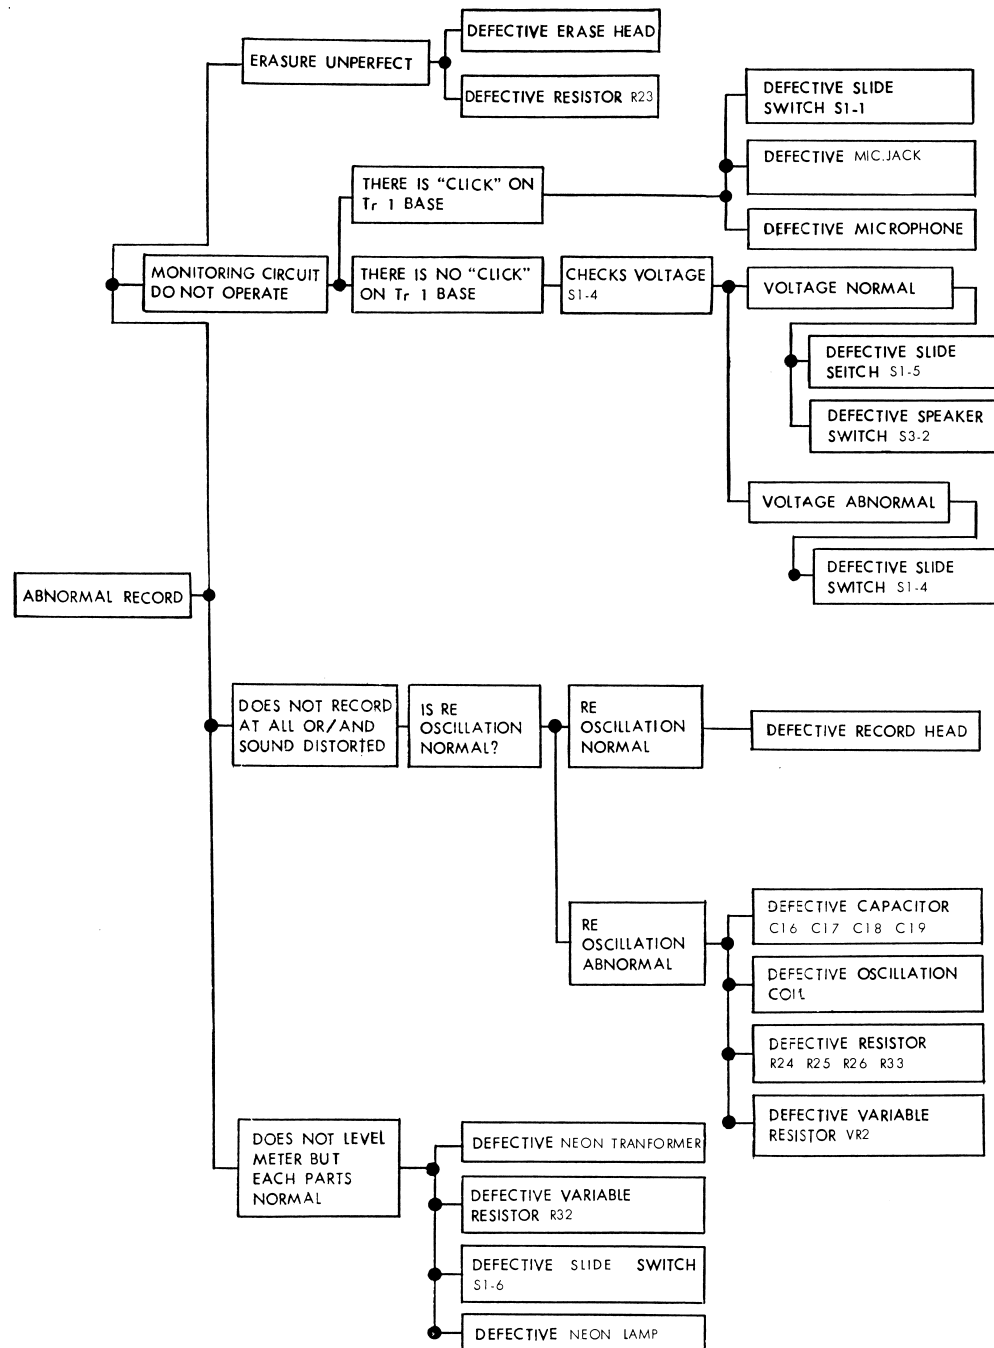 DEFECTIVE ERASE HEAD
ERASURE UNPERFECT
DEFECTIVE RESISTOR R23
DEFECTIVE SLIDE
SWITCH S1-1
DEFECTIVE MIC.JACK
THERE IS "CLICK" ON
Tr 1 BASE
DEFECTIVE MICROPHONE
MONITORING CIRCUIT
DO NOT OPERATE
THERE IS NO "CLICK"
ON Tr 1 BASE
CHECKS VOLTAGE
S1-4
VOLTAGE NORMAL
DEFECTIVE SLIDE
SEITCH S1-5
DEFECTIVE SPEAKER
SWITCH S3-2
VOLTAGE ABNORMAL
DEFECTIVE SLIDE
SWITCH S1-4
ABNORMAL RECORD
DOES NOT RECORD
AT ALL OR/AND
SOUND DISTORTED
IS RE
OSCILLATION
NORMAL?
RE
OSCILLATION
NORMAL
DEFECTIVE RECORD HEAD
RE
OSCILLATION
ABNORMAL
DEFECTIVE CAPACITOR
C16 C17 C18 C19
DEFECTIVE OSCILLATION
COIL
DEFECTIVE RESISTOR
R24 R25 R26 R33
DEFECTIVE VARIABLE
RESISTOR VR2
DOES NOT LEVEL
METER BUT
EACH PARTS
NORMAL
DEFECTIVE NEON TRANFORMER
DEFECTIVE VARIABLE
RESISTOR R32
DEFECTIVE SLIDE SWITCH
S1-6
DEFECTIVE NEON LAMP